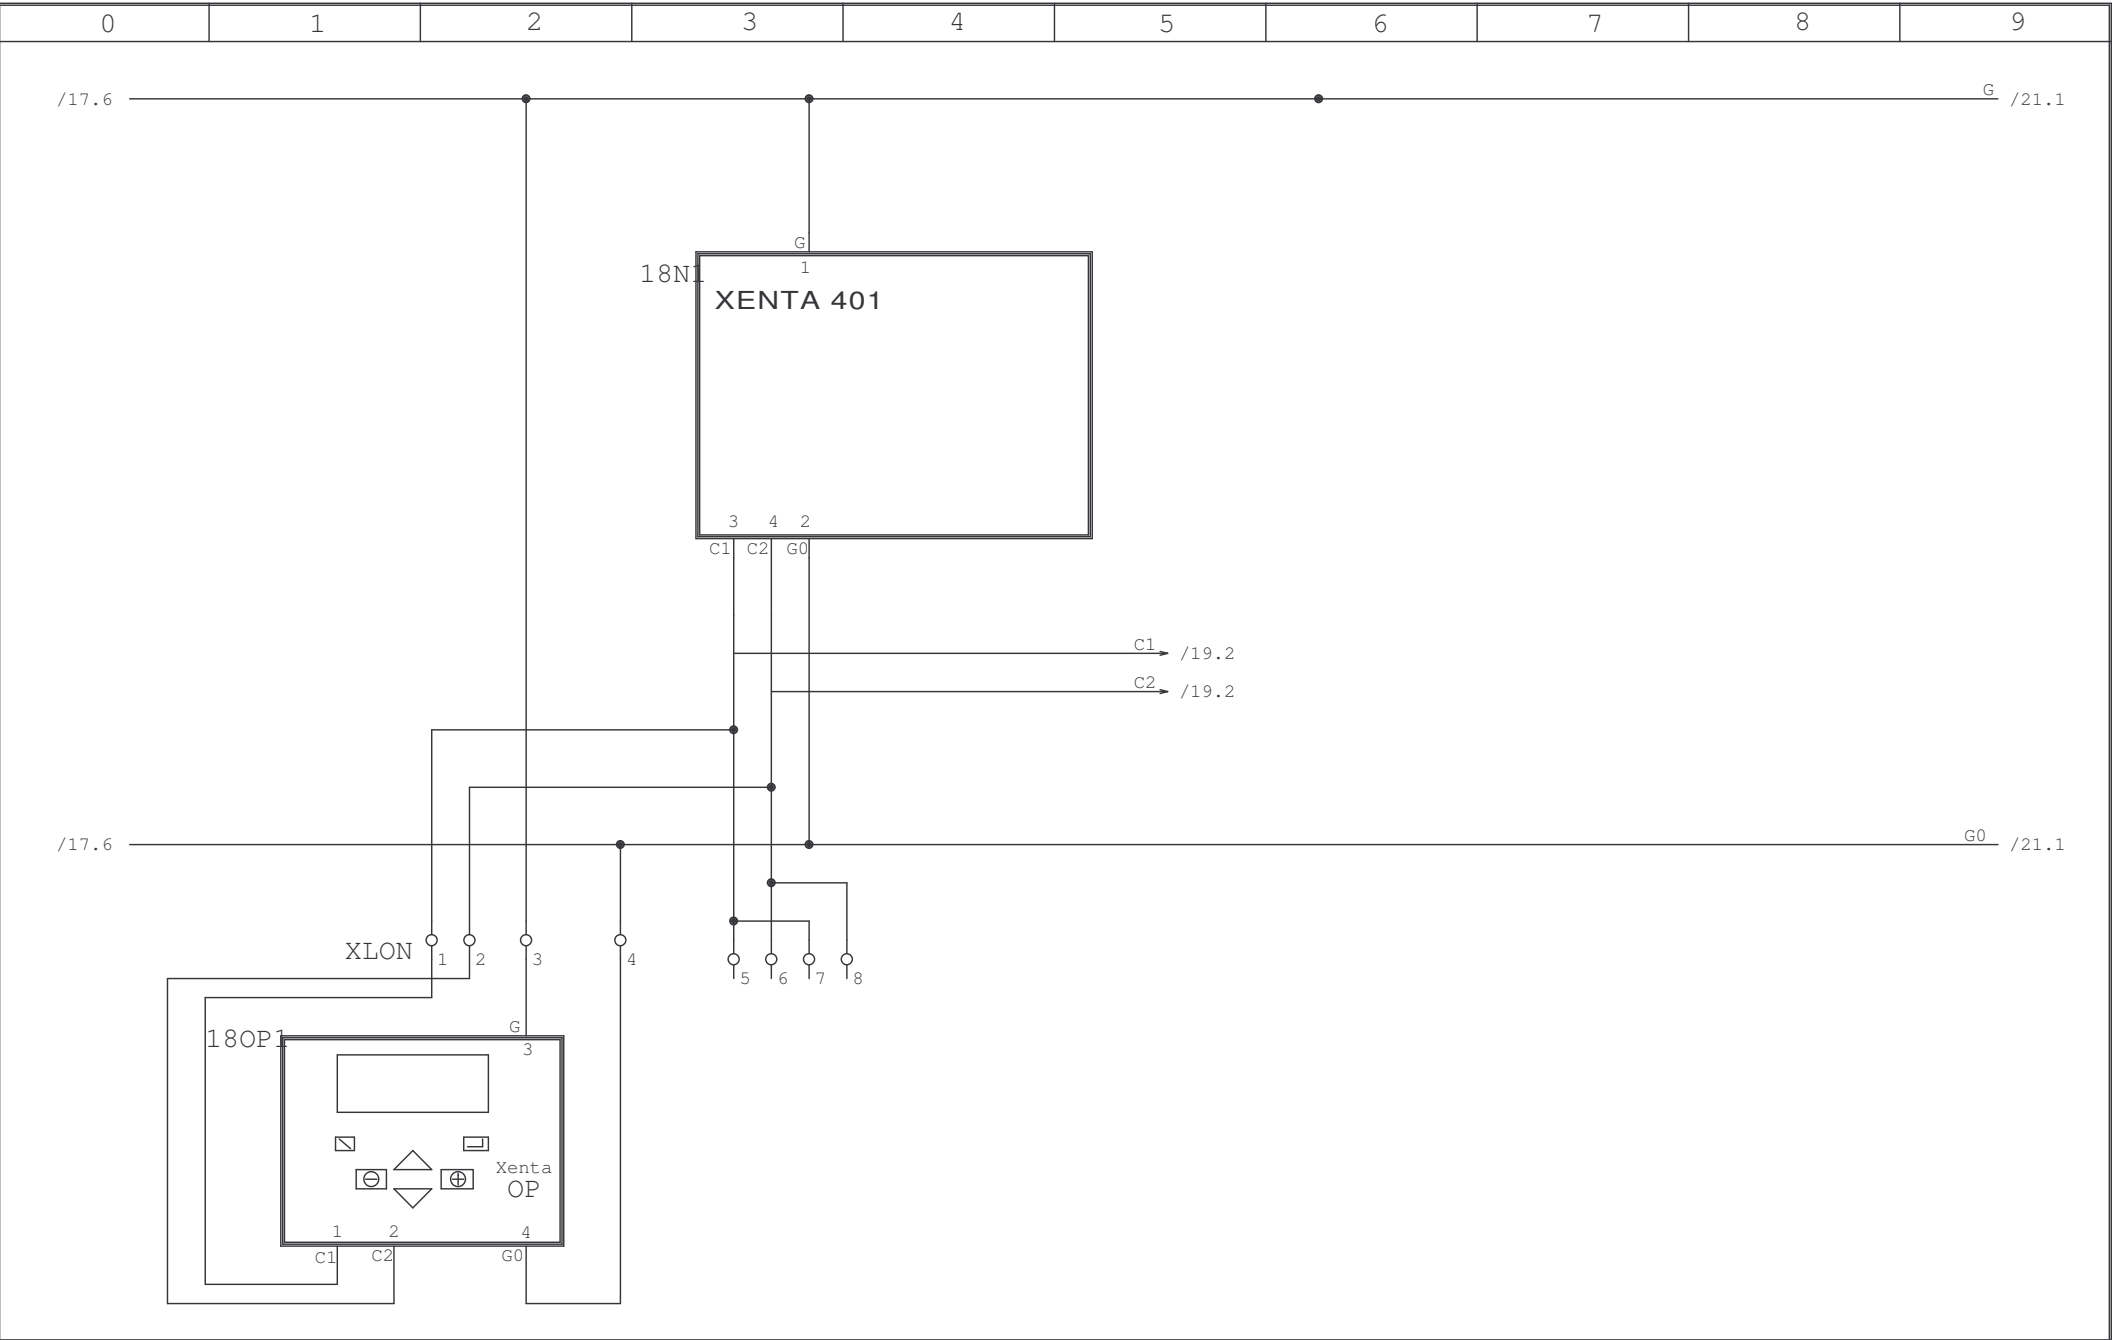 0 1 2 3 4 5 6 7 8 9
/17.6 G /21.1
G
18N1 1
XENTA 401
3 4 2
C1 C2 G0
C1 /19.2
C2 /19.2
/17.6 G0 /21.1
XLON 1 2 3 4
5 6 7 8
G
18OP1 3
Xenta
OP
1 2 4
C1 C2 G0